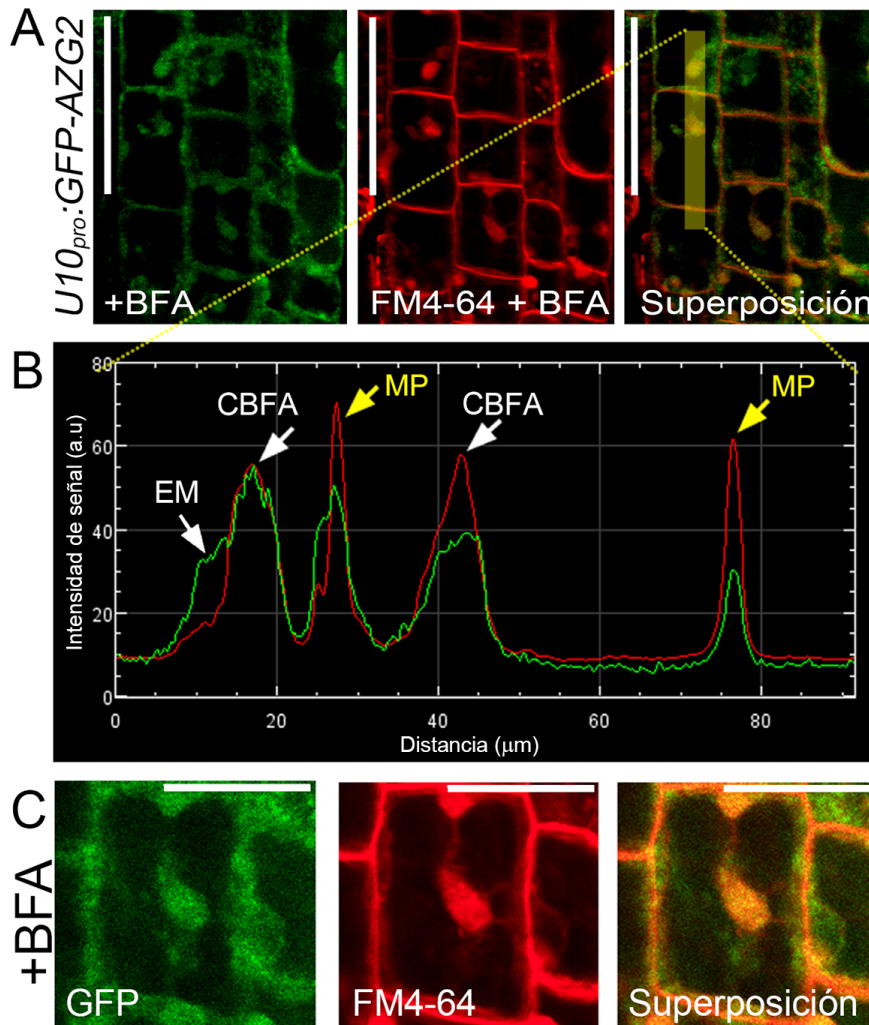 A
U10pro:GFP-AZG2
+BFA
FM4-64 + BFA
Superposición
B
Intensidad de señal (a.u)
80
60
40
20
0
EM
CBFA
MP
CBFA
MP
0
20
40
60
80
Distancia (μm)
C
+BFA
GFP
FM4-64
Superposición